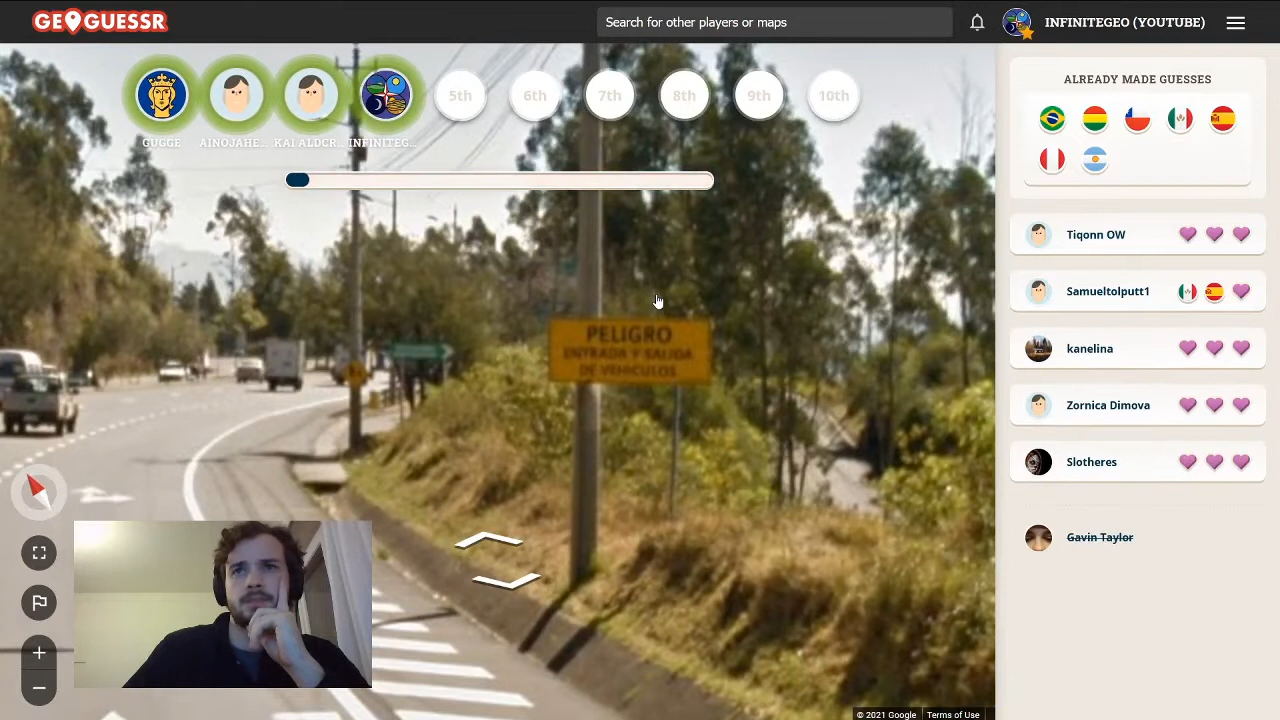 GEOGUESSR
Search for other players or maps
INFINITEGEO (YOUTUBE)
GUGGE
AINOJAHE...
KAI ALDCR...
INFINITEG...
5th
6th
7th
8th
9th
10th
ALREADY MADE GUESSES
Tiqonn OW
Samueltolputt1
kanelina
Zornica Dimova
Slotheres
Gavin Taylor
PELIGRO
ENTRADA Y SALIDA
DE VEHICULOS
+
−
© 2021 Google
Terms of Use